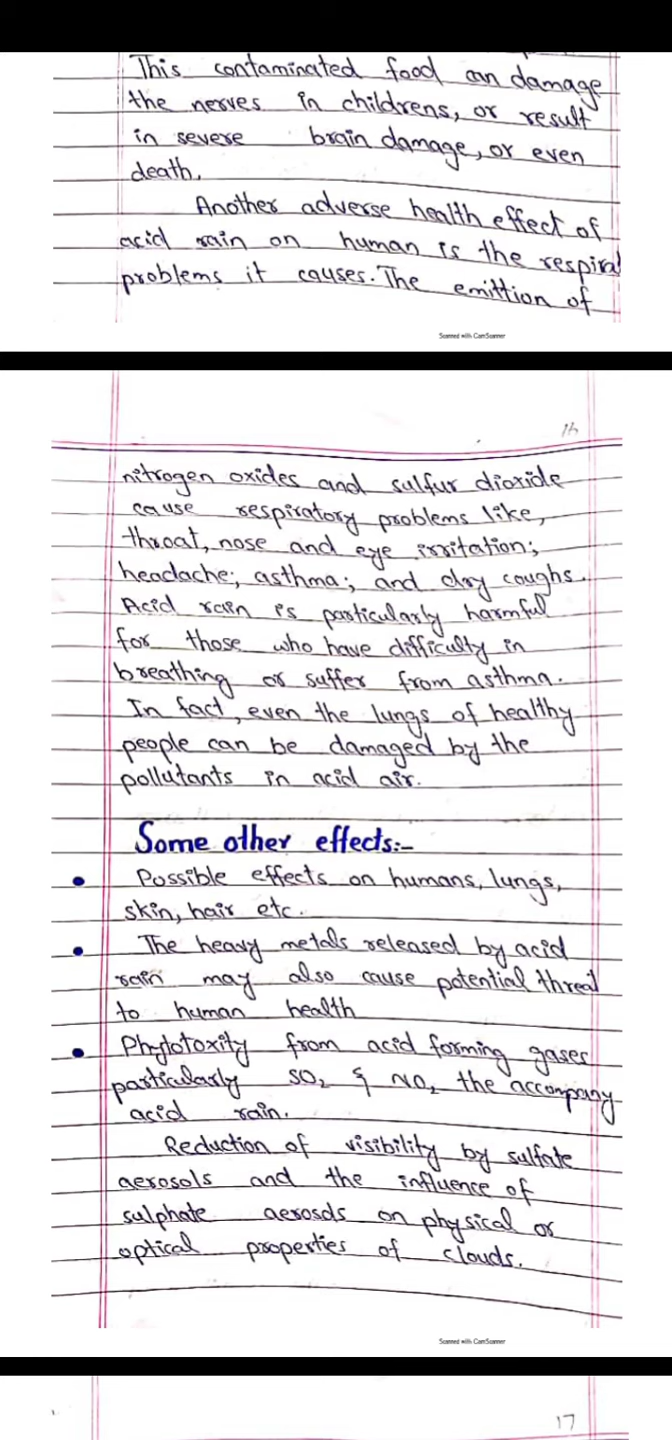 This contaminated food can damage
the nerves in childrens, or result
in severe brain damage, or even
death.
Another adverse health effect of
acid rain on human is the respiral
problems it causes. The emittion of
Scanned with CamScanner
nitrogen oxides and sulfur dioxide
cause respiratory problems like,
throat, nose and eye irritation;
headache; asthma; and dry coughs.
Acid rain is particularly harmful
for those who have difficulty in
breathing or suffer from asthma.
In fact, even the lungs of healthy
people can be damaged by the
pollutants in acid air.
Some other effects:-
• Possible effects on humans, lungs,
skin, hair etc.
• The heavy metals released by acid
rain may also cause potential threat
to human health
• Phytotoxity from acid forming gases
particularly SO₂ & NO₂ the accompany
acid rain.
Reduction of visibility by sulfate
aerosols and the influence of
sulphate aerosols on physical or
optical properties of clouds.
Scanned with CamScanner
17